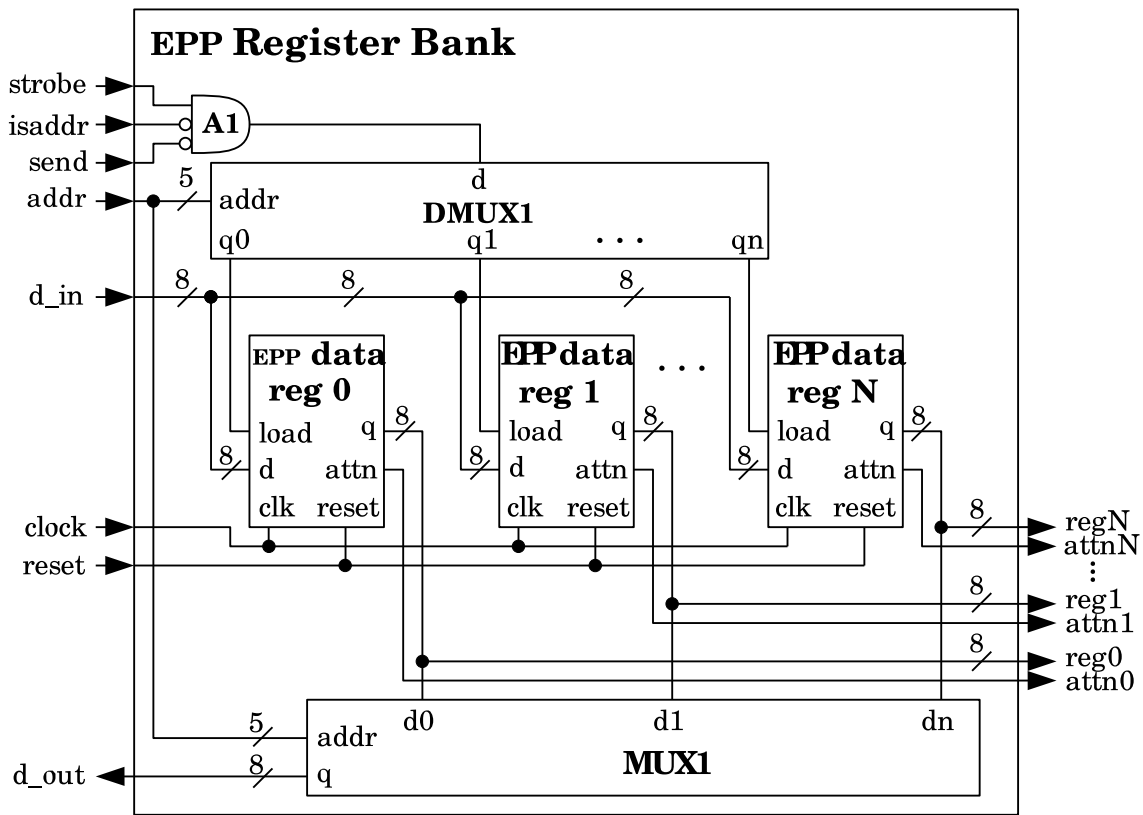 EPP Register Bank
strobe
isaddr
send
addr
A1
5
addr
d
DMUX1
q0
q1
. . .
qn
d_in
8
8
8
EPP data
reg 0
load
q
8
8
d
attn
clk
reset
EPP data
reg 1
load
q
8
8
d
attn
clk
reset
. . .
EPP data
reg N
load
q
8
8
d
attn
clk
reset
clock
reset
8
regN
attnN
...
8
reg1
attn1
8
reg0
attn0
d0
d1
dn
5
addr
MUX1
d_out
8
q